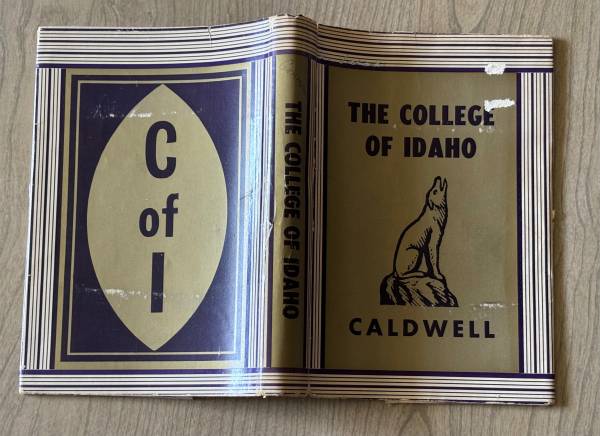 C
of
I
THE COLLEGE OF IDAHO
THE COLLEGE
OF IDAHO
CALDWELL